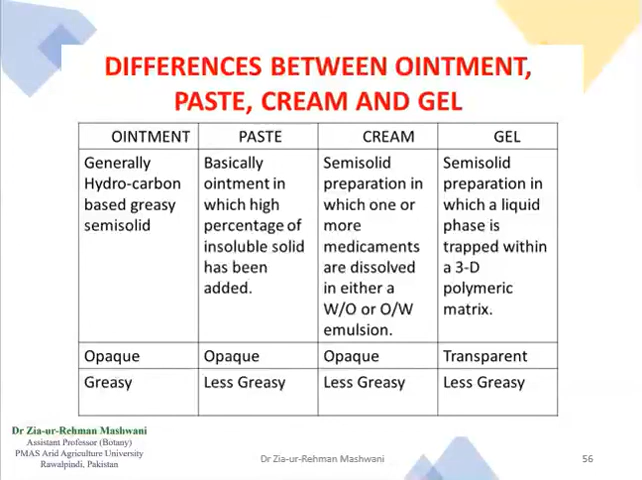 DIFFERENCES BETWEEN OINTMENT,
PASTE, CREAM AND GEL
OINTMENT
Generally
Hydro-carbon
based greasy
semisolid
Opaque
Greasy
PASTE
Basically
ointment in
which high
percentage of
insoluble solid
has been
added.
Opaque
Less Greasy
CREAM
Semisolid
preparation in
which one or
more
medicaments
are dissolved
in either a
W/O or O/W
emulsion.
Opaque
Less Greasy
GEL
Semisolid
preparation in
which a liquid
phase is
trapped within
a 3-D
polymeric
matrix.
Transparent
Less Greasy
Dr Zia-ur-Rehman Mashwani
Assistant Professor (Botany)
PMAS Arid Agriculture University
Rawalpindi, Pakistan
Dr Zia-ur-Rehman Mashwani
56